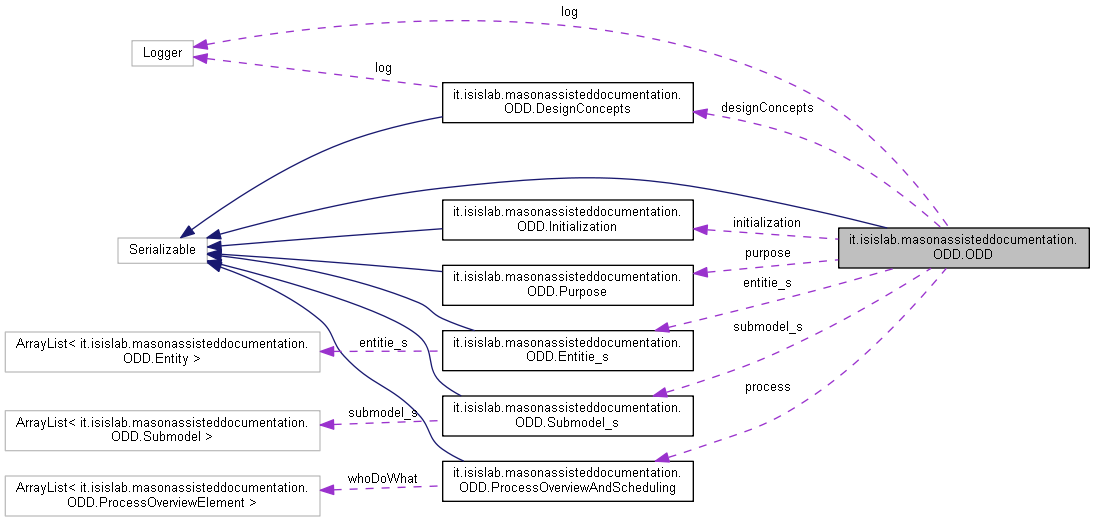 log
Logger
log
it.isislab.masonassisteddocumentation.
ODD.DesignConcepts
designConcepts
it.isislab.masonassisteddocumentation.
ODD.Initialization
initialization
Serializable
it.isislab.masonassisteddocumentation.
ODD.ODD
purpose
it.isislab.masonassisteddocumentation.
ODD.Purpose
entitie_s
submodel_s
ArrayList< it.isislab.masonassisteddocumentation.
ODD.Entity >
entitie_s
it.isislab.masonassisteddocumentation.
ODD.Entitie_s
process
ArrayList< it.isislab.masonassisteddocumentation.
ODD.Submodel >
submodel_s
it.isislab.masonassisteddocumentation.
ODD.Submodel_s
ArrayList< it.isislab.masonassisteddocumentation.
ODD.ProcessOverviewElement >
whoDoWhat
it.isislab.masonassisteddocumentation.
ODD.ProcessOverviewAndScheduling